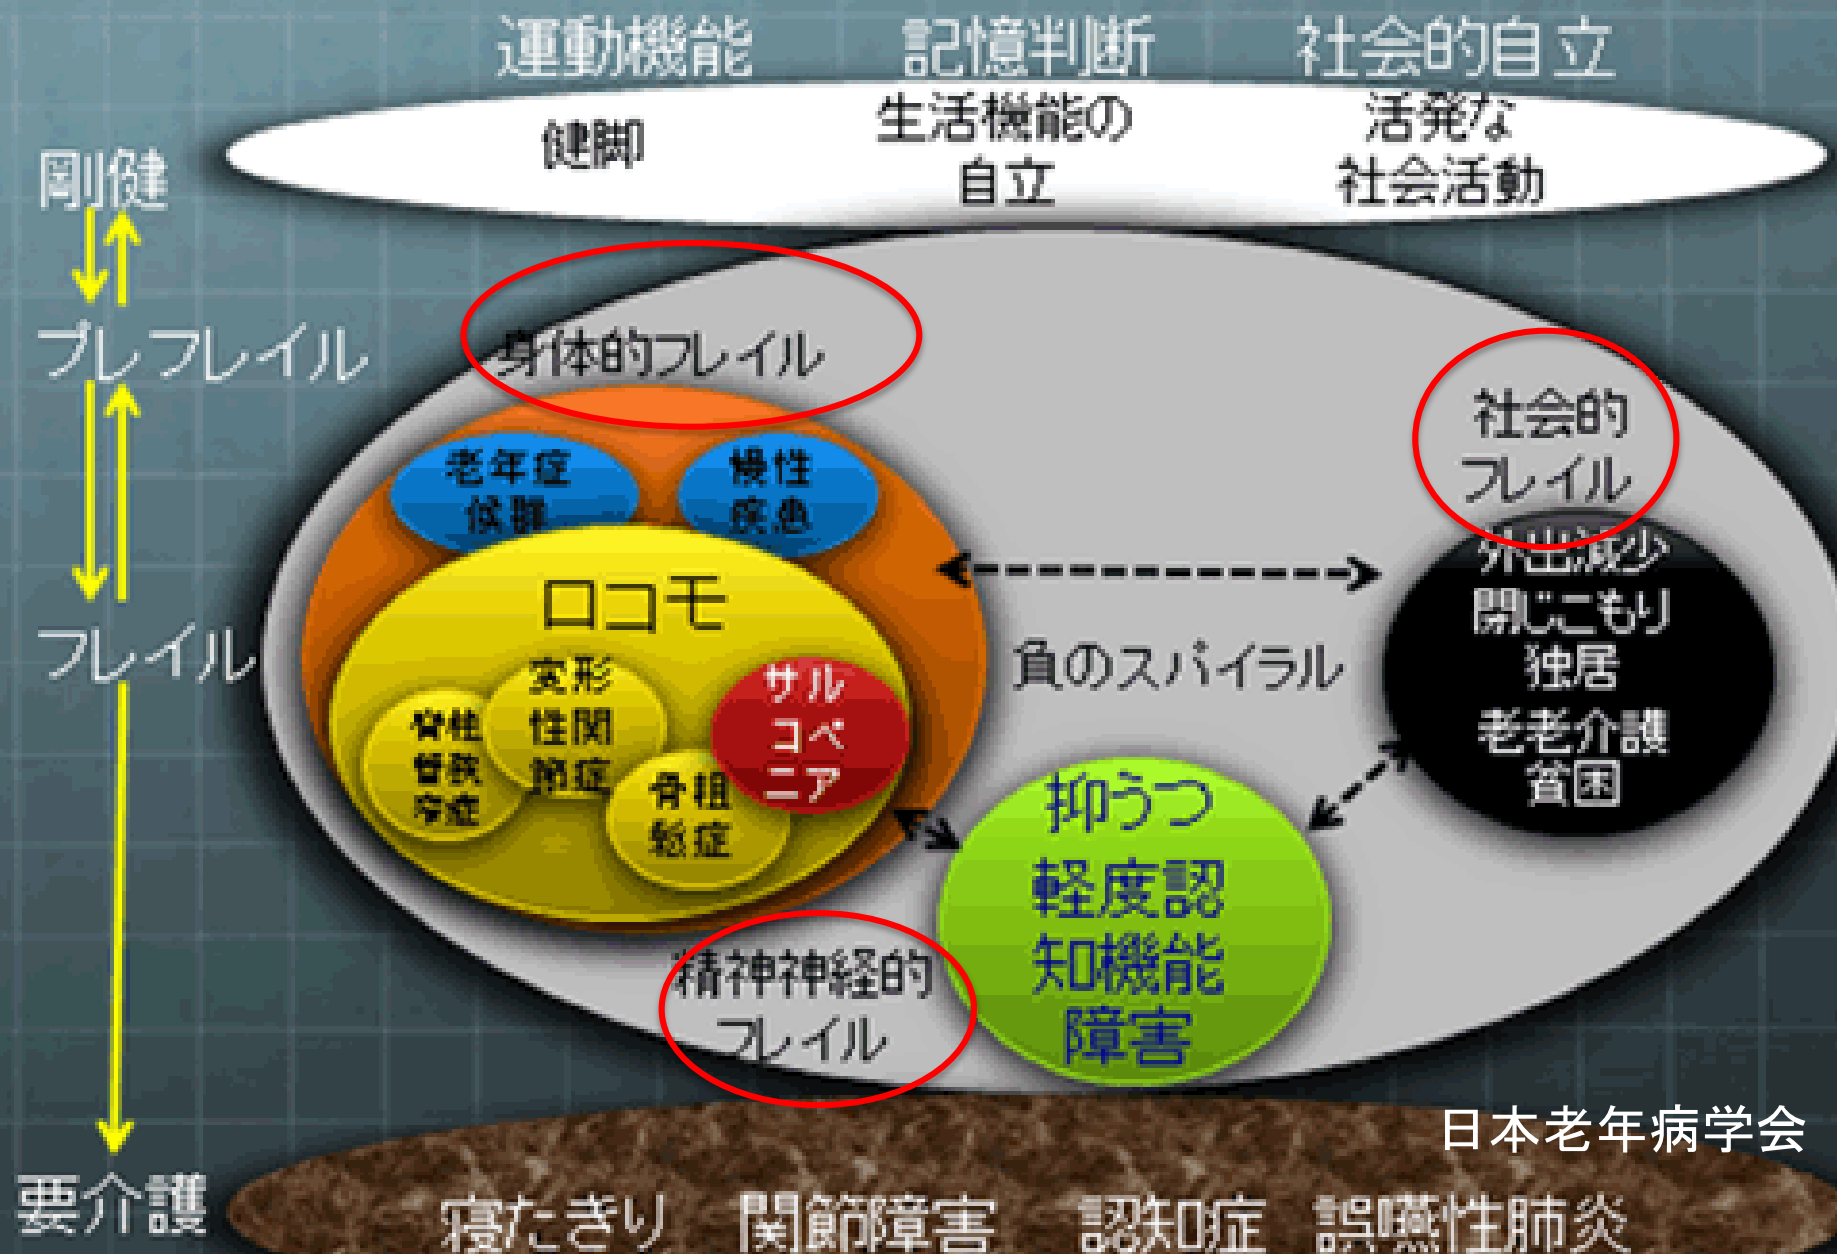 運動機能
記憶判断
社会的自立
健脚
生活機能の
自立
活発な
社会活動
剛健
プレフレイル
フレイル
要介護
身体的フレイル
老年症
候群
慢性
疾患
ロコモ
変形
性関
節症
脊柱
管狭
窄症
骨粗
鬆症
サル
コペ
ニア
負のスパイラル
社会的
フレイル
外出減少
閉じこもり
独居
老老介護
貧困
抑うつ
軽度認
知機能
障害
精神神経的
フレイル
日本老年病学会
寝たきり
関節障害
認知症
誤嚥性肺炎